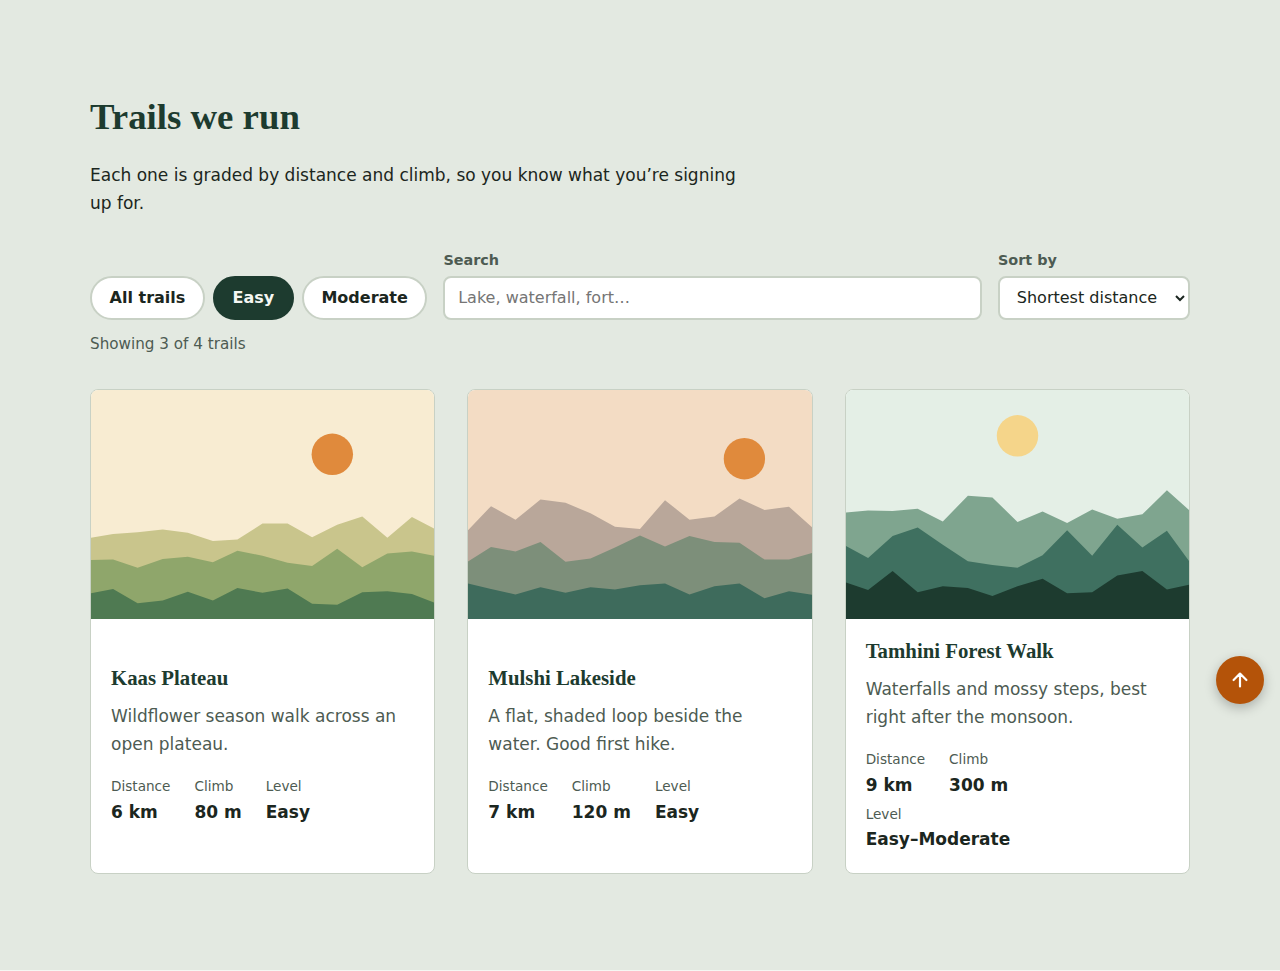 Trails we run
Each one is graded by distance and climb, so you know what you’re signing
up for.
Search
Sort by
All trails
Easy
Moderate
Lake, waterfall, fort…
Shortest distance
Showing 3 of 4 trails
Kaas Plateau
Wildflower season walk across an
open plateau.
Distance Climb Level
6 km 80 m Easy
Mulshi Lakeside
A flat, shaded loop beside the
water. Good first hike.
Distance Climb Level
7 km 120 m Easy
Tamhini Forest Walk
Waterfalls and mossy steps, best
right after the monsoon.
Distance Climb
9 km 300 m
Level
Easy–Moderate